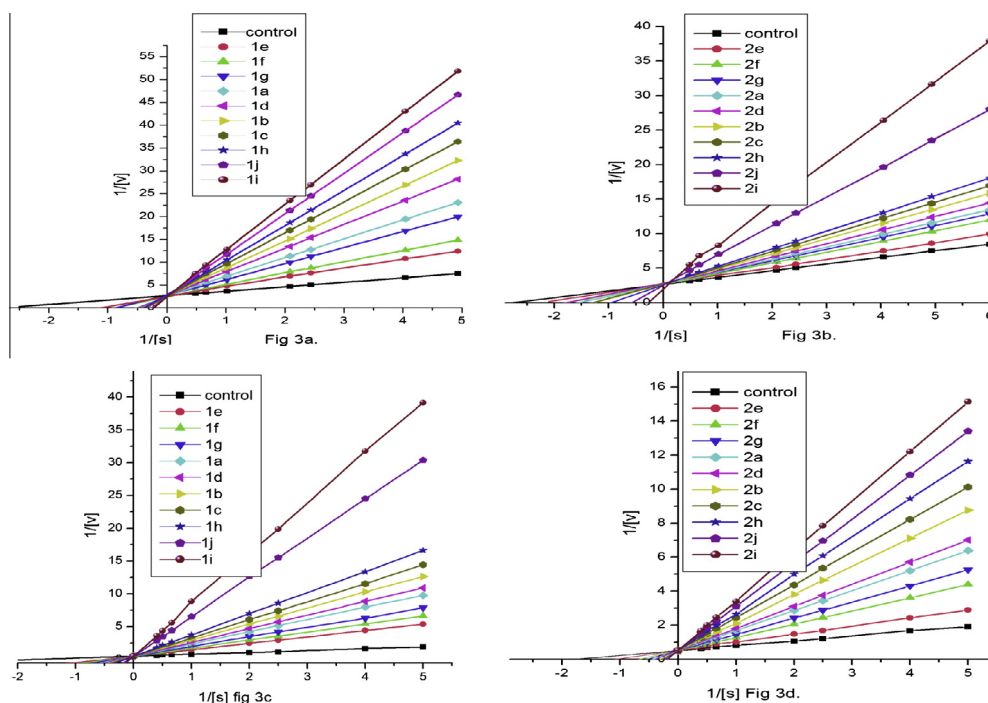 control
1e
1f
1g
1a
1d
1b
1c
1h
1j
1i
1/[v]
55
50
45
40
35
30
25
20
15
10
5
0
-2 -1 0 1 2 3 4 5
1/[s] Fig 3a.
control
2e
2f
2g
2a
2d
2b
2c
2h
2j
2i
1/[v]
40
35
30
25
20
15
10
5
0
-2 -1 0 1 2 3 4 5 6
1/[s] Fig 3b.
control
1e
1f
1g
1a
1d
1b
1c
1h
1j
1i
1/[v]
40
35
30
25
20
15
10
5
-2 -1 0 1 2 3 4 5
1/[s] fig 3c
control
2e
2f
2g
2a
2d
2b
2c
2h
2j
2i
1/[v]
16
14
12
10
8
6
4
2
0
-2 -1 0 1 2 3 4 5
1/[s] Fig 3d.